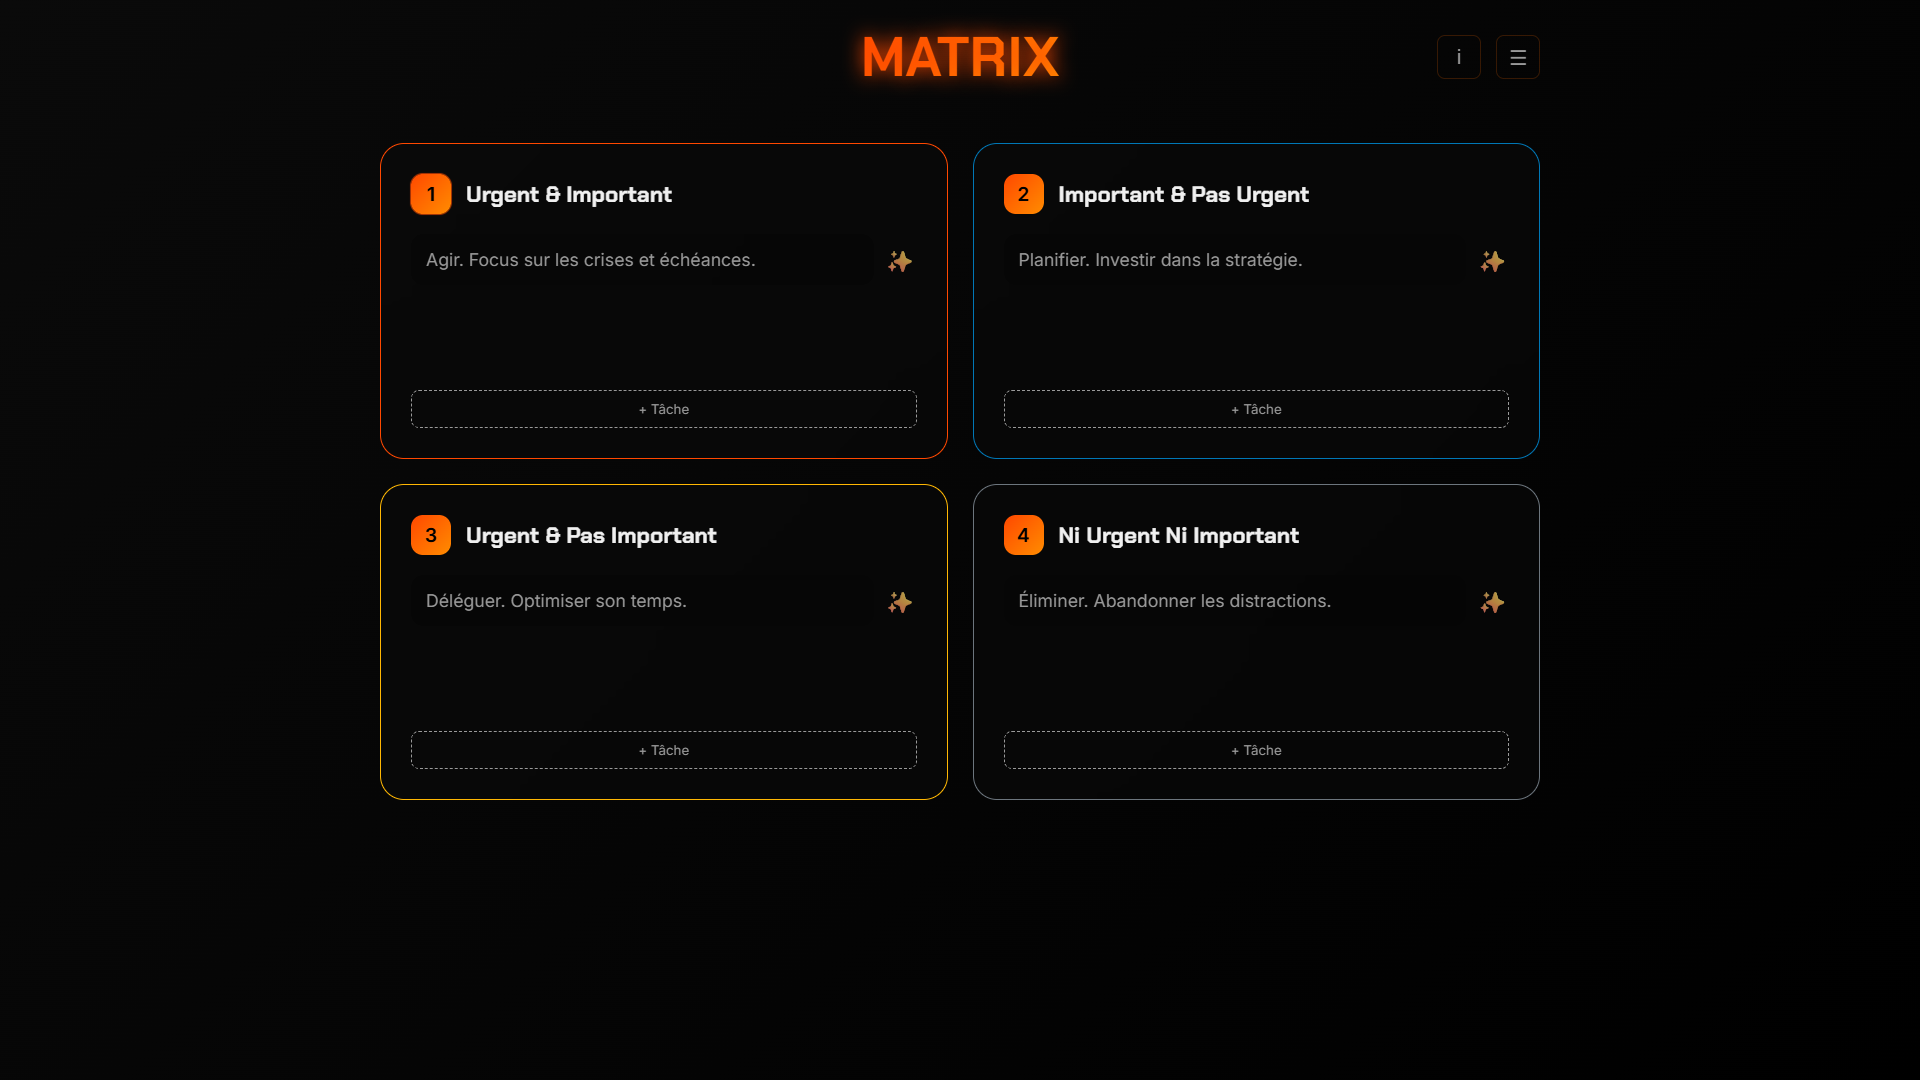 MATRIX
i
1 Urgent & Important
Agir. Focus sur les crises et échéances.
+ Tâche
2 Important & Pas Urgent
Planifier. Investir dans la stratégie.
+ Tâche
3 Urgent & Pas Important
Déléguer. Optimiser son temps.
+ Tâche
4 Ni Urgent Ni Important
Éliminer. Abandonner les distractions.
+ Tâche